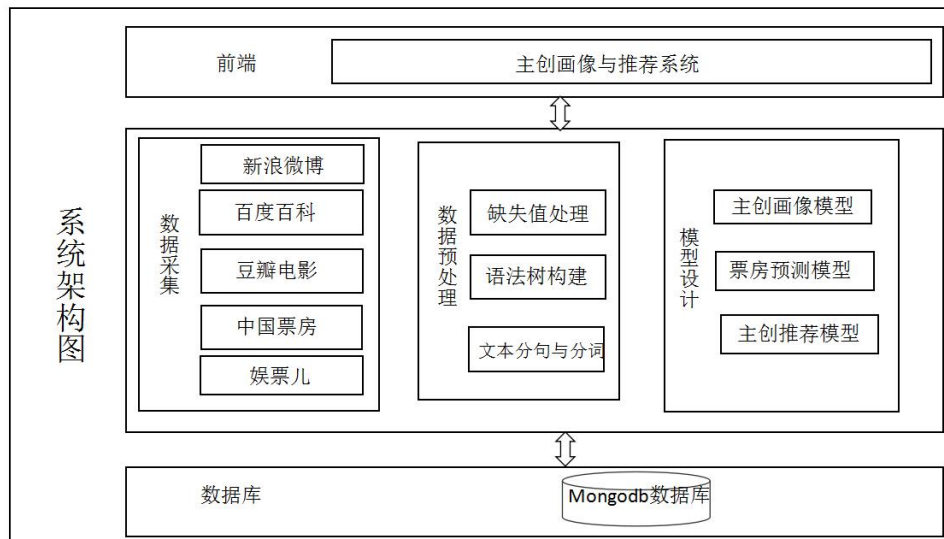 系统架构图
前端
主创画像与推荐系统
数据采集
新浪微博
百度百科
豆瓣电影
中国票房
娱票儿
数据预处理
缺失值处理
语法树构建
文本分句与分词
模型设计
主创画像模型
票房预测模型
主创推荐模型
数据库
Mongodb数据库